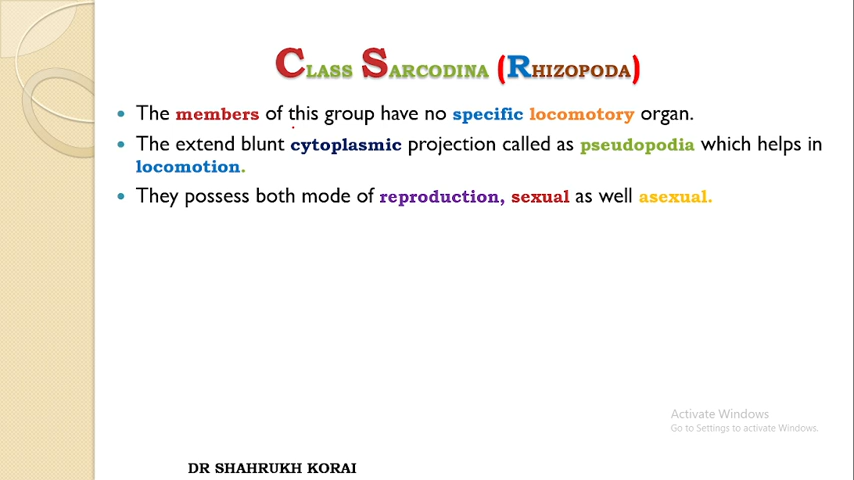 CLASS SARCODINA (RHIZOPODA)
• The members of this group have no specific locomotory organ.
• The extend blunt cytoplasmic projection called as pseudopodia which helps in
locomotion.
• They possess both mode of reproduction, sexual as well asexual.
Activate Windows
Go to Settings to activate Windows.
DR SHAHRUKH KORAI